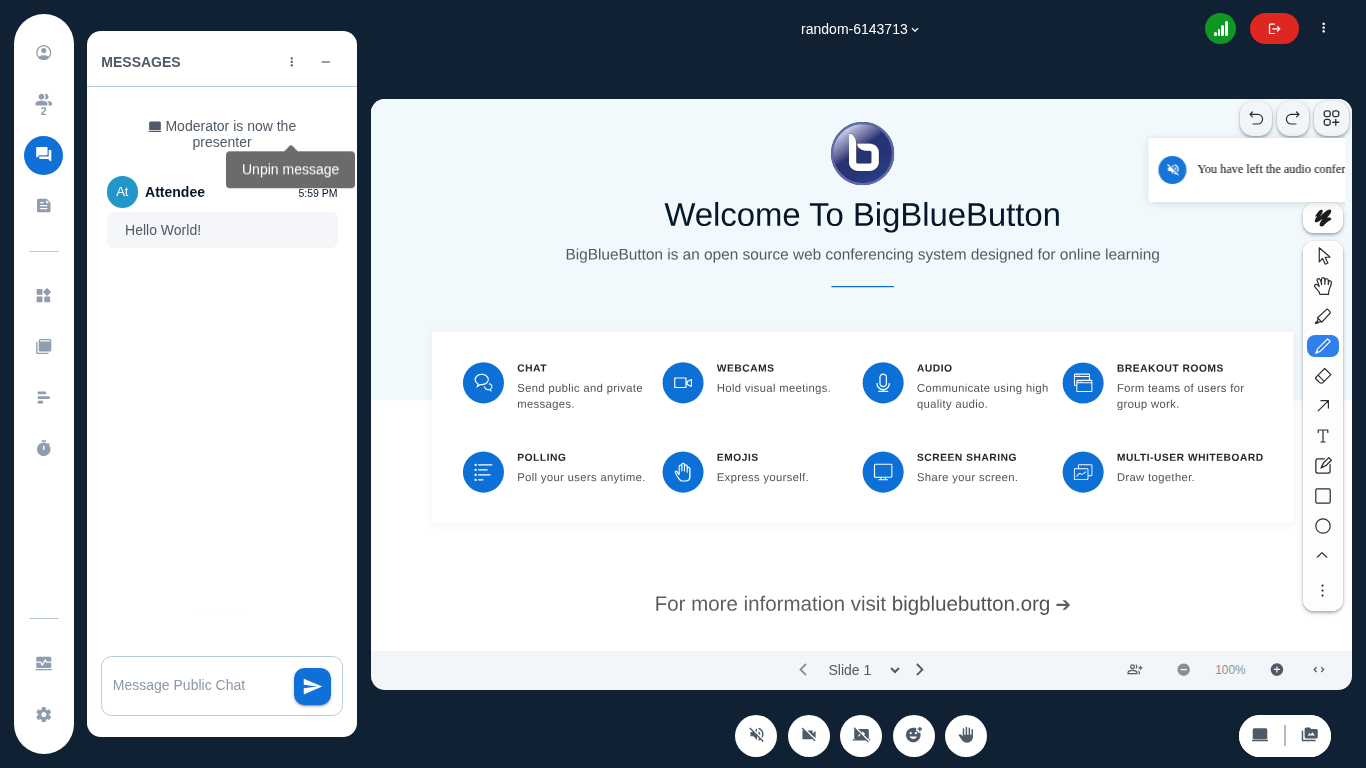 random-6143713
2
MESSAGES
Moderator is now the
presenter
Unpin message
At
Attendee
5:59 PM
Hello World!
Message Public Chat
You have left the audio confer
b
Welcome To BigBlueButton
BigBlueButton is an open source web conferencing system designed for online learning
CHAT
Send public and private
messages.
WEBCAMS
Hold visual meetings.
AUDIO
Communicate using high
quality audio.
BREAKOUT ROOMS
Form teams of users for
group work.
POLLING
Poll your users anytime.
EMOJIS
Express yourself.
SCREEN SHARING
Share your screen.
MULTI-USER WHITEBOARD
Draw together.
For more information visit bigbluebutton.org ➔
Slide 1
100%